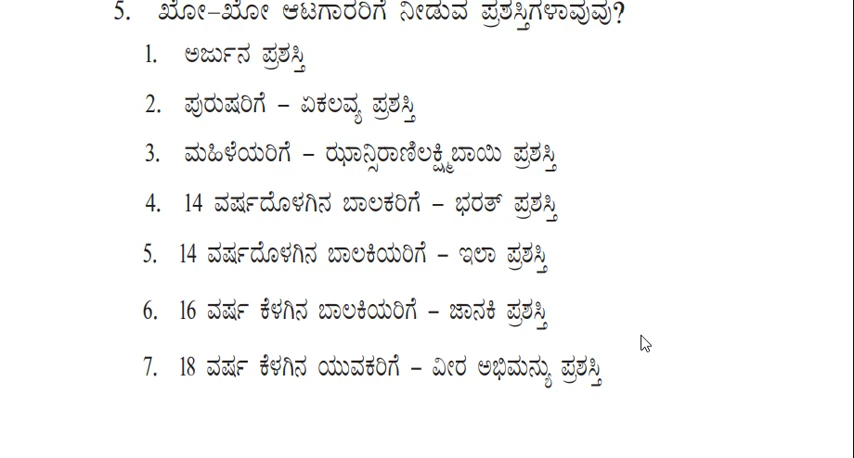 5. ಖೋ–ಖೋ ಆಟಗಾರರಿಗೆ ನೀಡುವ ಪ್ರಶಸ್ತಿಗಳಾವುವು?
1. ಅರ್ಜುನ ಪ್ರಶಸ್ತಿ
2. ಪುರುಷರಿಗೆ – ಏಕಲವ್ಯ ಪ್ರಶಸ್ತಿ
3. ಮಹಿಳೆಯರಿಗೆ – ಝಾನ್ಸಿರಾಣಿಲಕ್ಷ್ಮಿಬಾಯಿ ಪ್ರಶಸ್ತಿ
4. 14 ವರ್ಷದೊಳಗಿನ ಬಾಲಕರಿಗೆ – ಭರತ್ ಪ್ರಶಸ್ತಿ
5. 14 ವರ್ಷದೊಳಗಿನ ಬಾಲಕಿಯರಿಗೆ – ಇಲಾ ಪ್ರಶಸ್ತಿ
6. 16 ವರ್ಷ ಕೆಳಗಿನ ಬಾಲಕಿಯರಿಗೆ – ಜಾನಕಿ ಪ್ರಶಸ್ತಿ
7. 18 ವರ್ಷ ಕೆಳಗಿನ ಯುವಕರಿಗೆ – ವೀರ ಅಭಿಮನ್ಯು ಪ್ರಶಸ್ತಿ